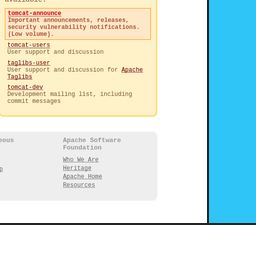 available:
tomcat-announce
Important announcements, releases,
security vulnerability notifications.
(Low volume).
tomcat-users
User support and discussion
taglibs-user
User support and discussion for Apache
Taglibs
tomcat-dev
Development mailing list, including
commit messages
eous
Apache Software
Foundation
Who We Are
Heritage
Apache Home
Resources